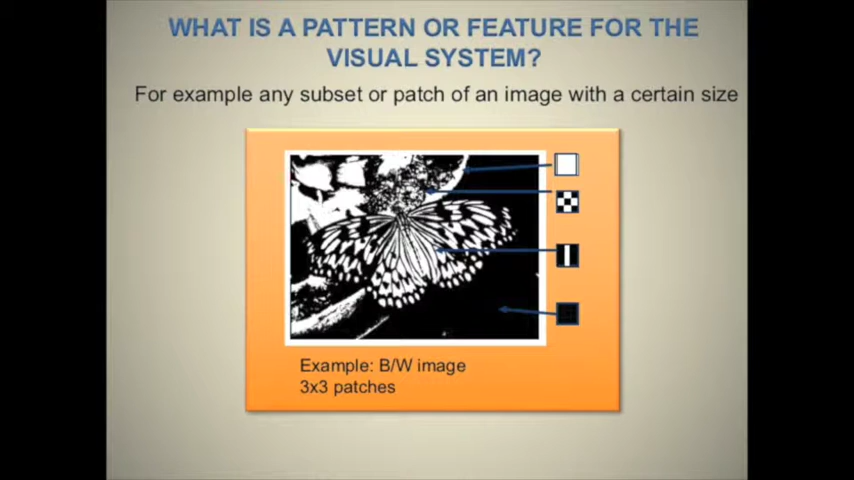 WHAT IS A PATTERN OR FEATURE FOR THE
VISUAL SYSTEM?
For example any subset or patch of an image with a certain size
Example: B/W image
3x3 patches